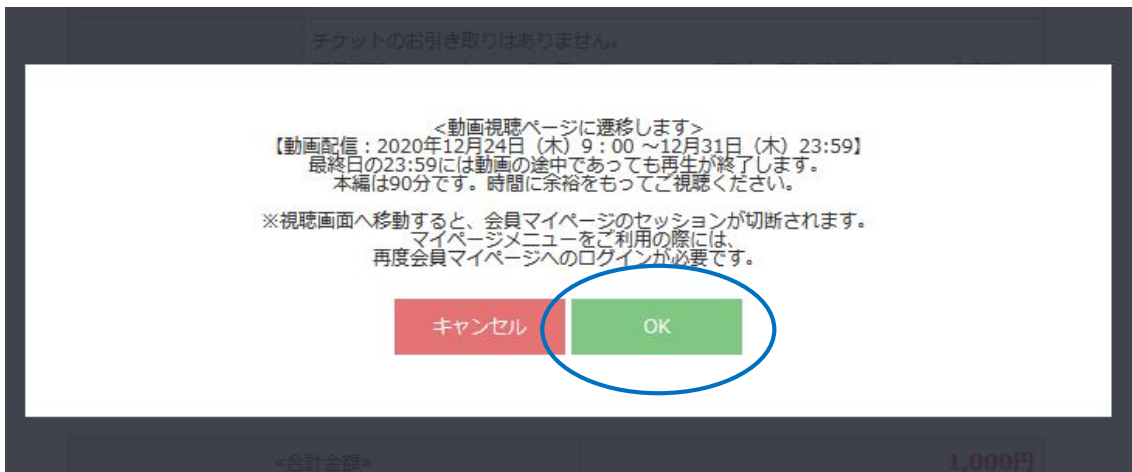 チケットのお引き取りはありません。
<動画視聴ページに遷移します>
【動画配信：2020年12月24日（木）9：00 ～12月31日（木）23:59】
最終日の23:59には動画の途中であっても再生が終了します。
本編は90分です。時間に余裕をもってご視聴ください。
※視聴画面へ移動すると、会員マイページのセッションが切断されます。
マイページメニューをご利用の際には、
再度会員マイページへのログインが必要です。
キャンセル
OK
<合計金額>
1,000円